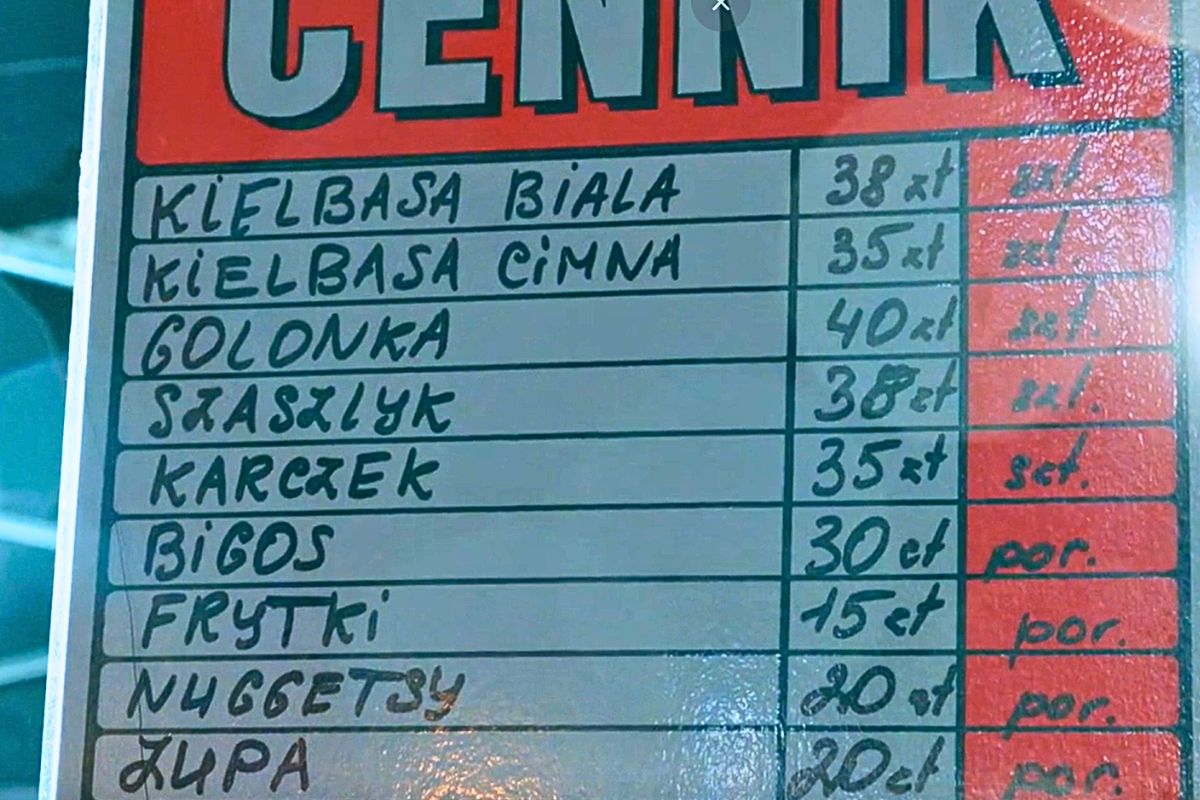 CENNIK
KiELBASA BiALA 38 zł szt.
KiELBASA CiMNA 35 zł szt.
GOLONKA 40 zł szt.
SZASZLYK 38 zł szt.
KARCZEK 35 zł szt.
BiGOS 30 zł por.
FRYTKi 15 zł por.
NUGGETSY 20 zł por.
ZUPA 20 zł por.